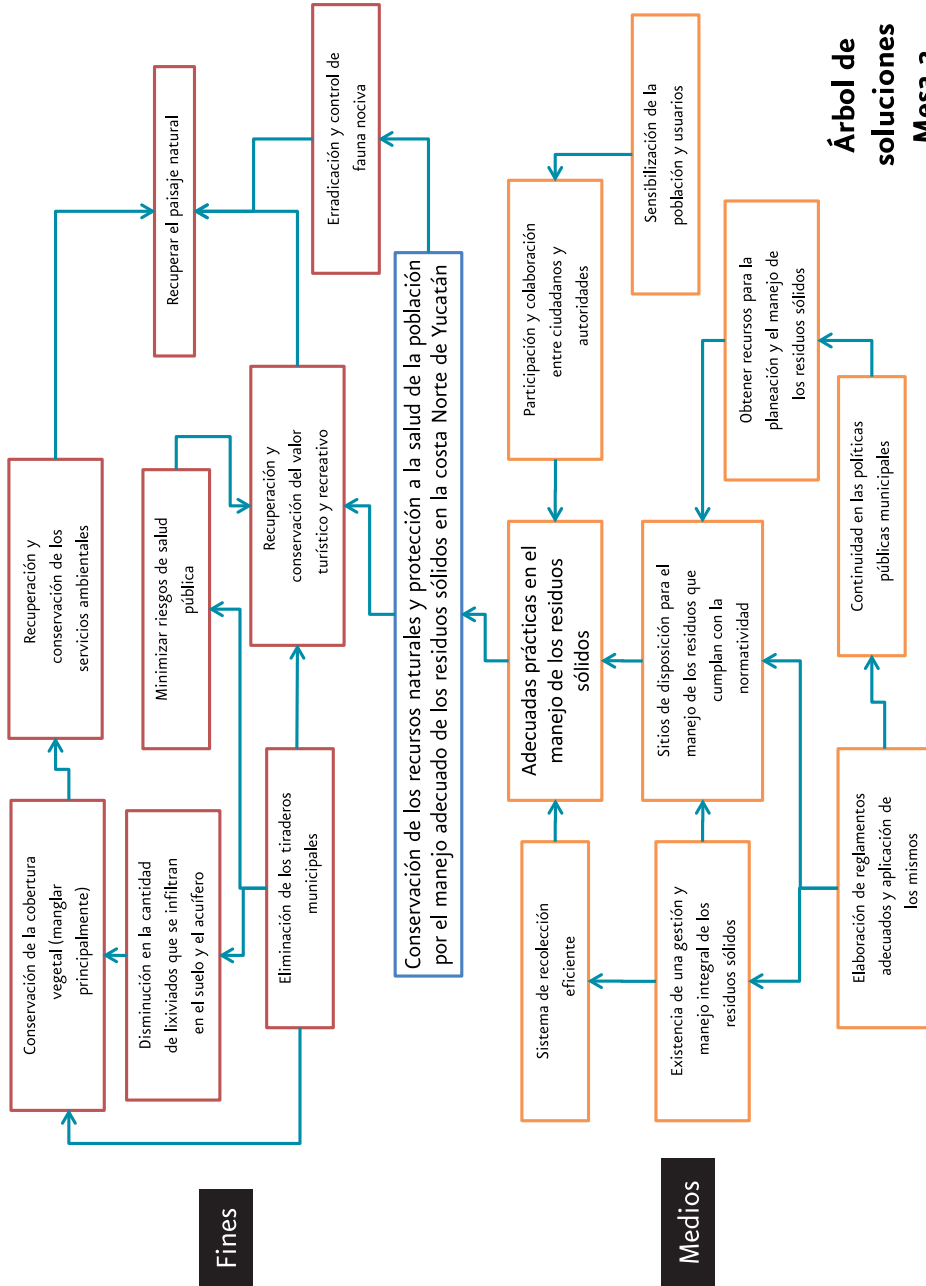 Fines
Conservación de la cobertura
vegetal (manglar
principalmente)
Recuperación y
conservación de los
servicios ambientales
Disminución en la cantidad
de lixiviados que se infiltran
en el suelo y el acuífero
Minimizar riesgos de salud
pública
Recuperar el paisaje natural
Eliminación de los tiraderos
municipales
Recuperación y
conservación del valor
turístico y recreativo
Erradicación y control de
fauna nociva
Conservación de los recursos naturales y protección a la salud de la población
por el manejo adecuado de los residuos sólidos en la costa Norte de Yucatán
Medios
Sistema de recolección
eficiente
Adecuadas prácticas en el
manejo de los residuos
sólidos
Participación y colaboración
entre ciudadanos y
autoridades
Existencia de una gestión y
manejo integral de los
residuos sólidos
Sitios de disposición para el
manejo de los residuos que
cumplan con la
normatividad
Sensibilización de la
población y usuarios
Obtener recursos para la
planeación y el manejo de
los residuos sólidos
Elaboración de reglamentos
adecuados y aplicación de
los mismos
Continuidad en las políticas
públicas municipales
Árbol de
soluciones
Mesa